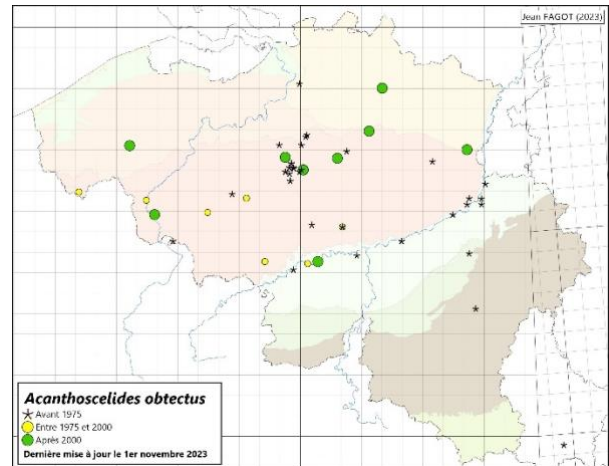 Jean FAGOT (2023)
Acanthoscelides obtectus
Avant 1975
Entre 1975 et 2000
Après 2000
Dernière mise à jour le 1er novembre 2023